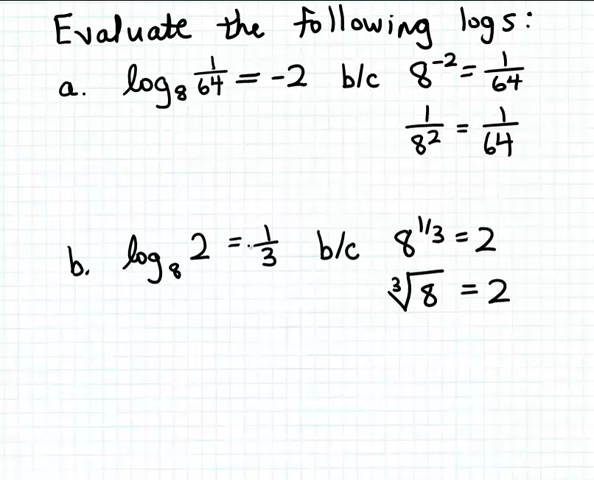 Evaluate the following logs:
a. log₈ 1/64 = -2 b/c 8⁻² = 1/64
1/8² = 1/64
b. log₈ 2 = 1/3 b/c 8^1/3 = 2
∛8 = 2